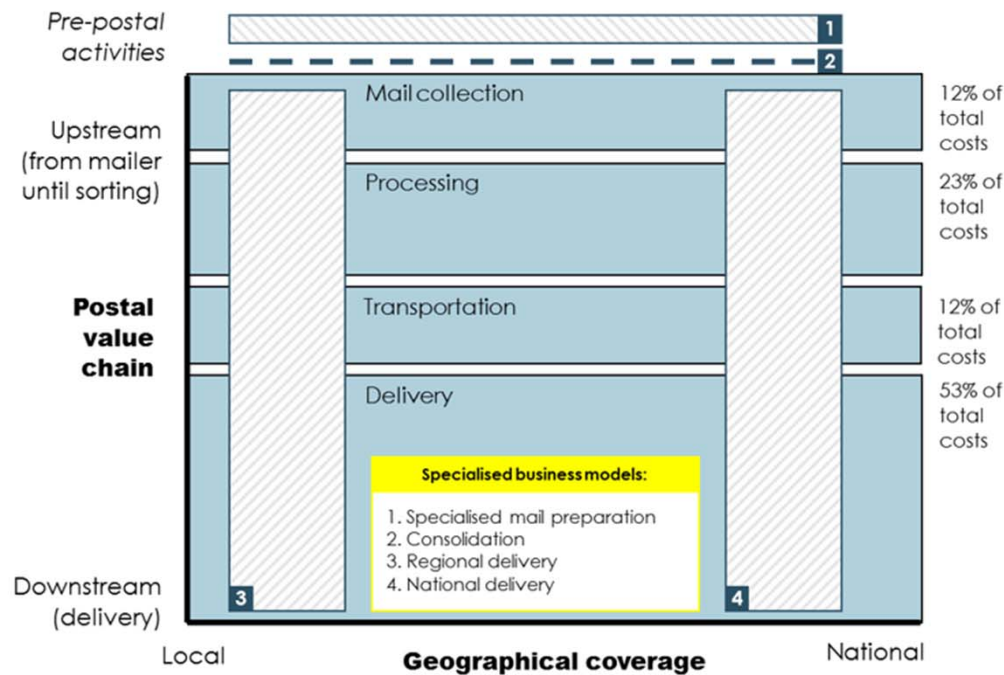 Pre-postal
activities
1
2
Mail collection
12% of
total
costs
Upstream
(from mailer
until sorting)
Processing
23% of
total
costs
Postal
value
chain
Transportation
12% of
total
costs
Delivery
53% of
total
costs
Specialised business models:
1. Specialised mail preparation
2. Consolidation
3. Regional delivery
4. National delivery
Downstream
(delivery)
3
4
Local
Geographical coverage
National